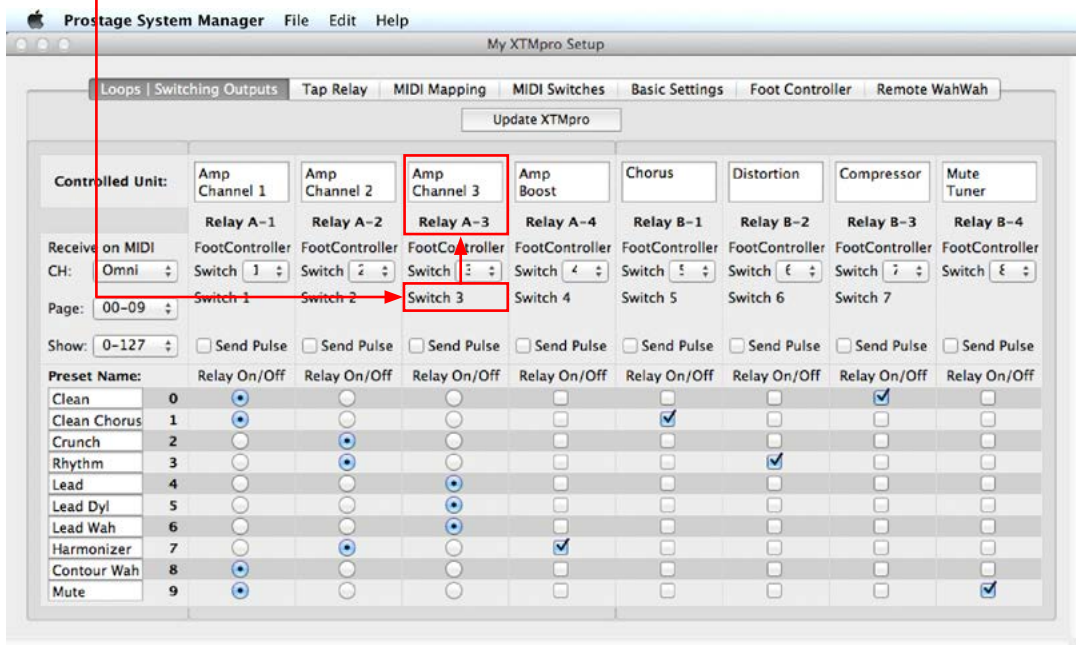 Prostage System Manager File Edit Help
My XTMpro Setup
Loops | Switching Outputs Tap Relay MIDI Mapping MIDI Switches Basic Settings Foot Controller Remote WahWah
Update XTMpro
Controlled Unit: Amp Channel 1 Amp Channel 2 Amp Channel 3 Amp Boost Chorus Distortion Compressor Mute Tuner
Relay A-1 Relay A-2 Relay A-3 Relay A-4 Relay B-1 Relay B-2 Relay B-3 Relay B-4
Receive on MIDI FootController FootController FootController FootController FootController FootController FootController FootController
CH: Omni Switch 1 Switch 2 Switch Switch Switch Switch Switch 7 Switch
Page: 00-09 Switch 1 Switch 2 Switch 3 Switch 4 Switch 5 Switch 6 Switch 7
Show: 0-127 Send Pulse Send Pulse Send Pulse Send Pulse Send Pulse Send Pulse Send Pulse Send Pulse
Preset Name: Relay On/Off Relay On/Off Relay On/Off Relay On/Off Relay On/Off Relay On/Off Relay On/Off Relay On/Off
Clean 0
Clean Chorus 1
Crunch 2
Rhythm 3
Lead 4
Lead Dyl 5
Lead Wah 6
Harmonizer 7
Contour Wah 8
Mute 9